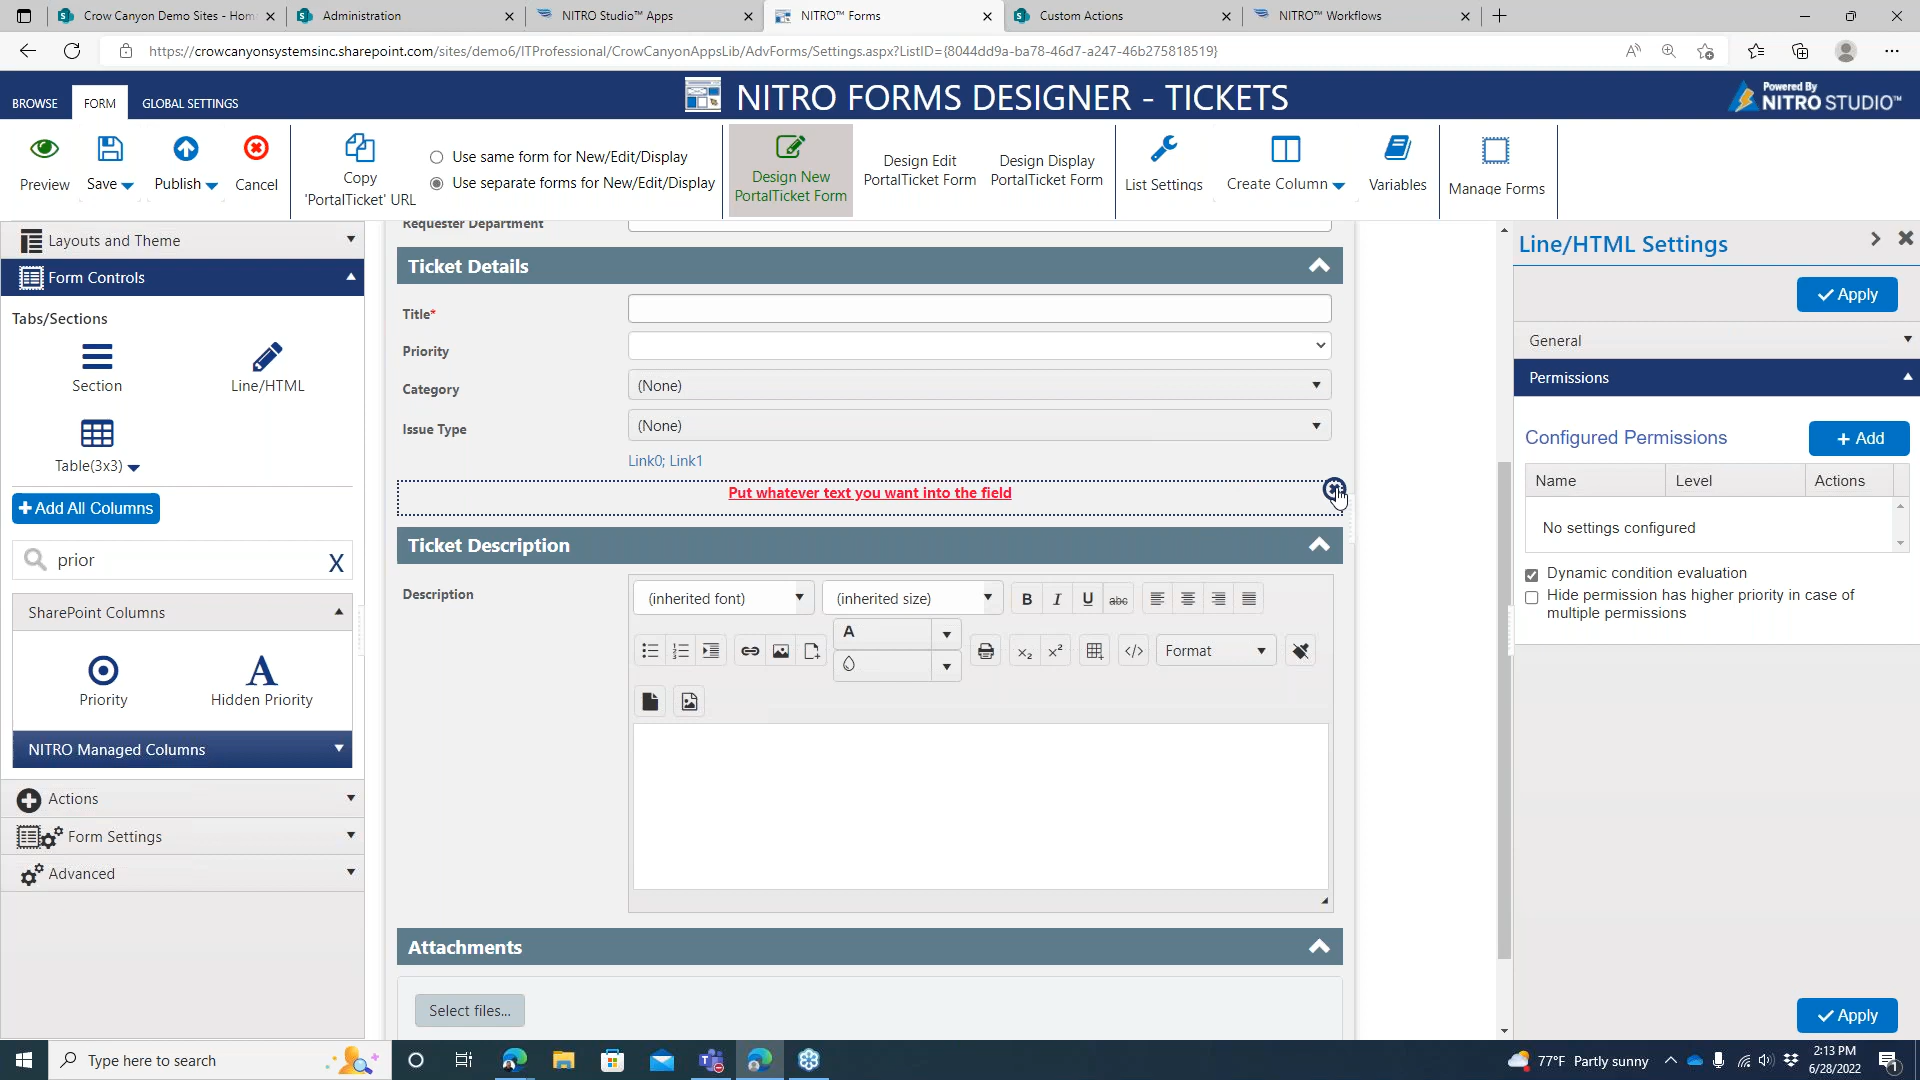 Crow Canyon Demo Sites - Hom
Administration
NITRO Studio™ Apps
NITRO™ Forms
Custom Actions
NITRO™ Workflows
https://crowcanyonsystemsinc.sharepoint.com/sites/demo6/ITProfessional/CrowCanyonAppsLib/AdvForms/Settings.aspx?ListID={8044dd9a-ba78-46d7-a247-46b275818519}
BROWSE
FORM
GLOBAL SETTINGS
NITRO FORMS DESIGNER - TICKETS
Powered By
NITRO STUDIO™
Preview
Save
Publish
Cancel
Copy
'PortalTicket' URL
Use same form for New/Edit/Display
Use separate forms for New/Edit/Display
Design New
PortalTicket Form
Design Edit
PortalTicket Form
Design Display
PortalTicket Form
List Settings
Create Column
Variables
Manage Forms
Layouts and Theme
Form Controls
Tabs/Sections
Section
Line/HTML
Table(3x3)
+ Add All Columns
prior
X
SharePoint Columns
Priority
Hidden Priority
NITRO Managed Columns
Actions
Form Settings
Advanced
Requester Department
Ticket Details
Title*
Priority
Category
(None)
Issue Type
(None)
Link0; Link1
Put whatever text you want into the field
Ticket Description
Description
(inherited font)
(inherited size)
B
I
U
abc
A
Format
Attachments
Select files...
Line/HTML Settings
Apply
General
Permissions
Configured Permissions
+ Add
Name
Level
Actions
No settings configured
Dynamic condition evaluation
Hide permission has higher priority in case of
multiple permissions
Apply
Type here to search
77°F Partly sunny
2:13 PM
6/28/2022
1